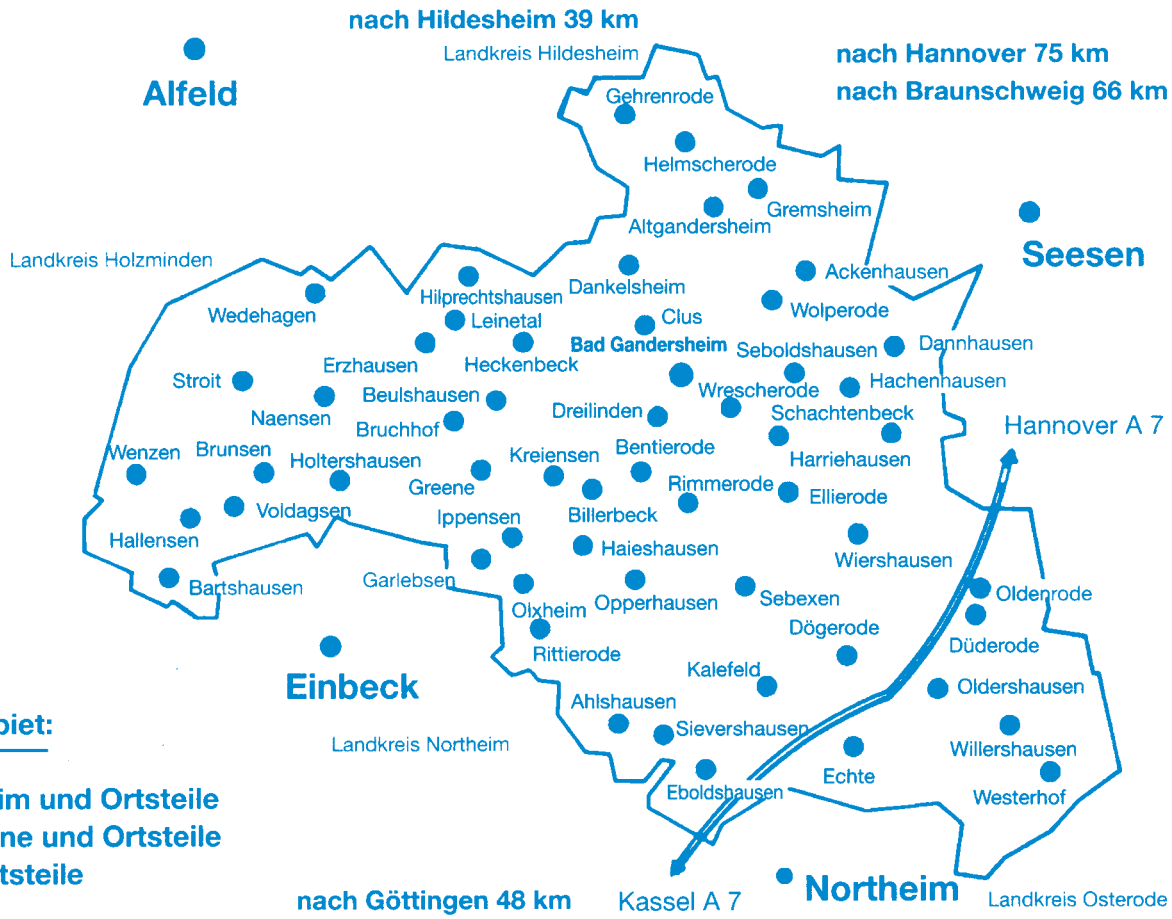 nach Hildesheim 39 km
Landkreis Hildesheim
nach Hannover 75 km
nach Braunschweig 66 km
Alfeld
Gehrenrode
Helmscherode
Gremsheim
Altgandersheim
Seesen
Landkreis Holzminden
Ackenhausen
Dankelsheim
Hilprechtshausen
Wedehagen
Wolperode
Leinetal
Clus
Bad Gandersheim
Seboldshausen
Dannhausen
Erzhausen
Heckenbeck
Stroit
Beulshausen
Wrescherode
Hachenhausen
Naensen
Bruchhof
Dreilinden
Schachtenbeck
Hannover A 7
Wenzen
Brunsen
Holtershausen
Kreiensen
Bentierode
Harriehausen
Greene
Rimmerode
Ellierode
Voldagsen
Ippensen
Billerbeck
Hallensen
Haieshausen
Wiershausen
Garlebsen
Bartshausen
Olxheim
Opperhausen
Sebexen
Oldenrode
Dögerode
Düderode
Rittierode
Einbeck
Kalefeld
Oldershausen
Ahlshausen
Sievershausen
Landkreis Northeim
Willershausen
Echte
Eboldshausen
Westerhof
biet:
im und Ortsteile
ne und Ortsteile
tsteile
nach Göttingen 48 km
Kassel A 7
Northeim
Landkreis Osterode